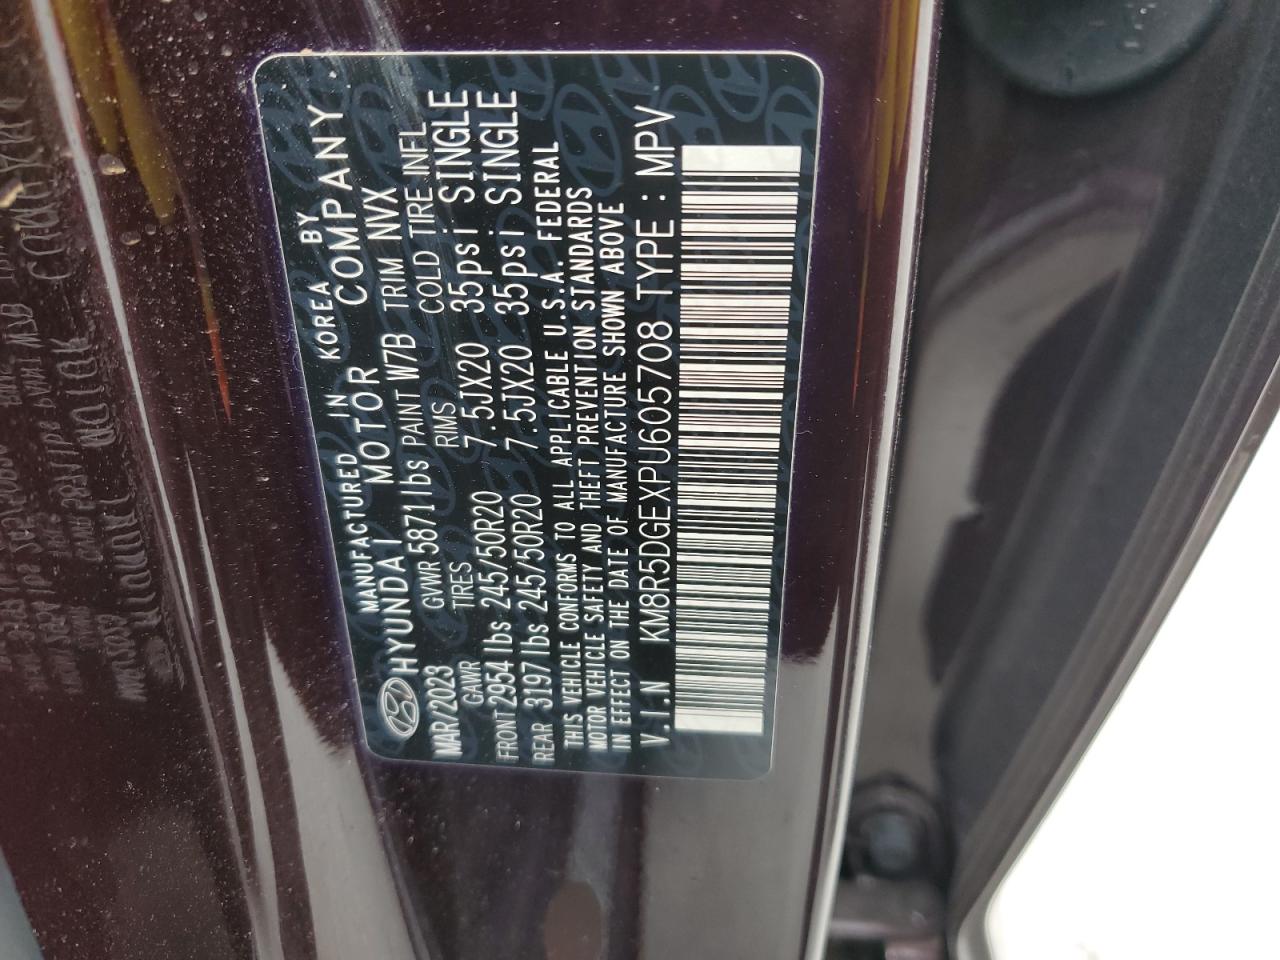 MANUFACTURED IN KOREA BY
HYUNDAI MOTOR COMPANY
MAR/2023 GVWR 5871lbs PAINT W7B TRIM NVX
GAWR TIRES RIMS COLD TIRE INFL
FRONT 2954lbs 245/50R20 7.5JX20 35psi SINGLE
REAR 3197lbs 245/50R20 7.5JX20 35psi SINGLE
THIS VEHICLE CONFORMS TO ALL APPLICABLE U.S.A. FEDERAL
MOTOR VEHICLE SAFETY AND THEFT PREVENTION STANDARDS
IN EFFECT ON THE DATE OF MANUFACTURE SHOWN ABOVE
V.I.N KM8R5DGEXPU605708 TYPE : MPV